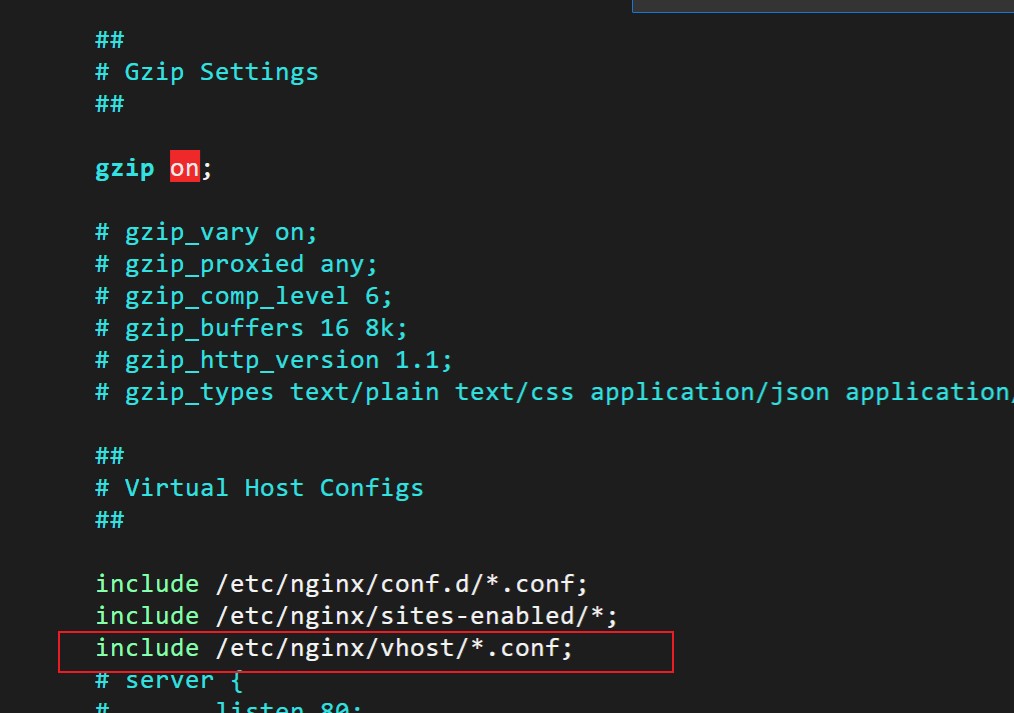 ##
# Gzip Settings
##
gzip on;
# gzip_vary on;
# gzip_proxied any;
# gzip_comp_level 6;
# gzip_buffers 16 8k;
# gzip_http_version 1.1;
# gzip_types text/plain text/css application/json application/
##
# Virtual Host Configs
##
include /etc/nginx/conf.d/*.conf;
include /etc/nginx/sites-enabled/*;
include /etc/nginx/vhost/*.conf;
# server {
# listen 80;